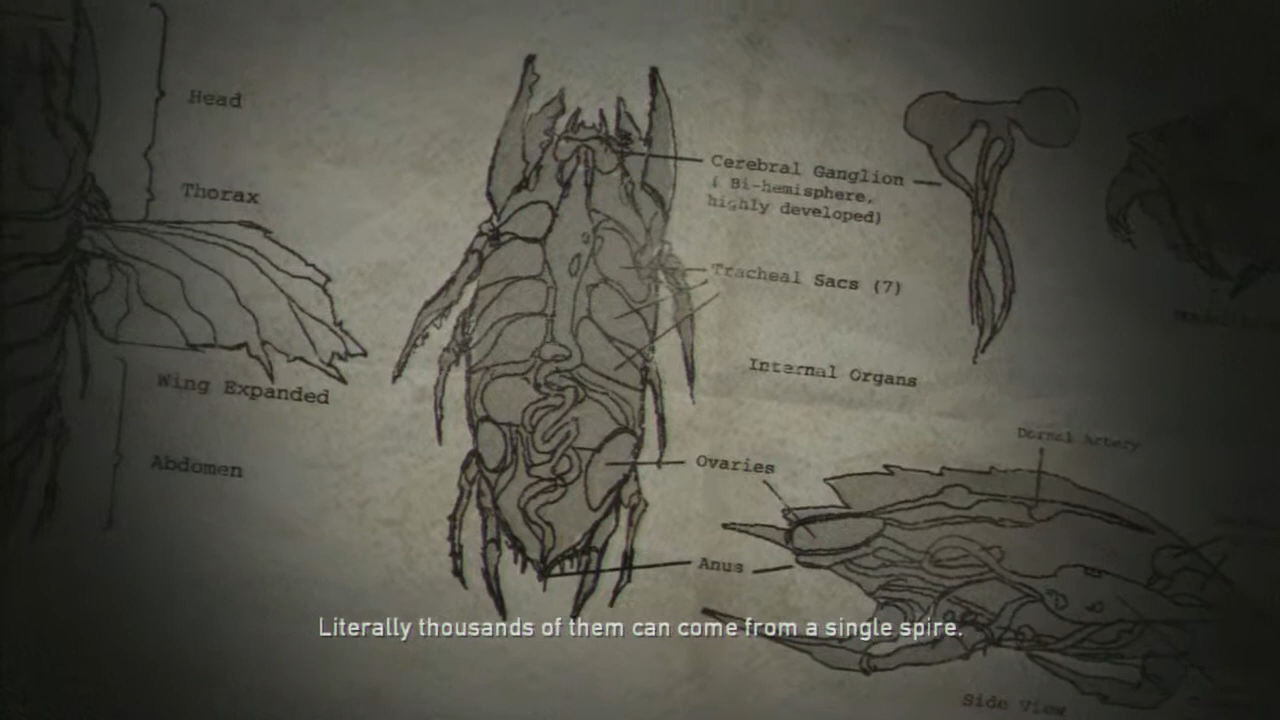 Head
Thorax
Wing Expanded
Abdomen
Cerebral Ganglion
( Bi-hemisphere,
highly developed)
Tracheal Sacs (7)
Internal Organs
Ovaries
Anus
Dorsal Artery
Side View
Literally thousands of them can come from a single spire.